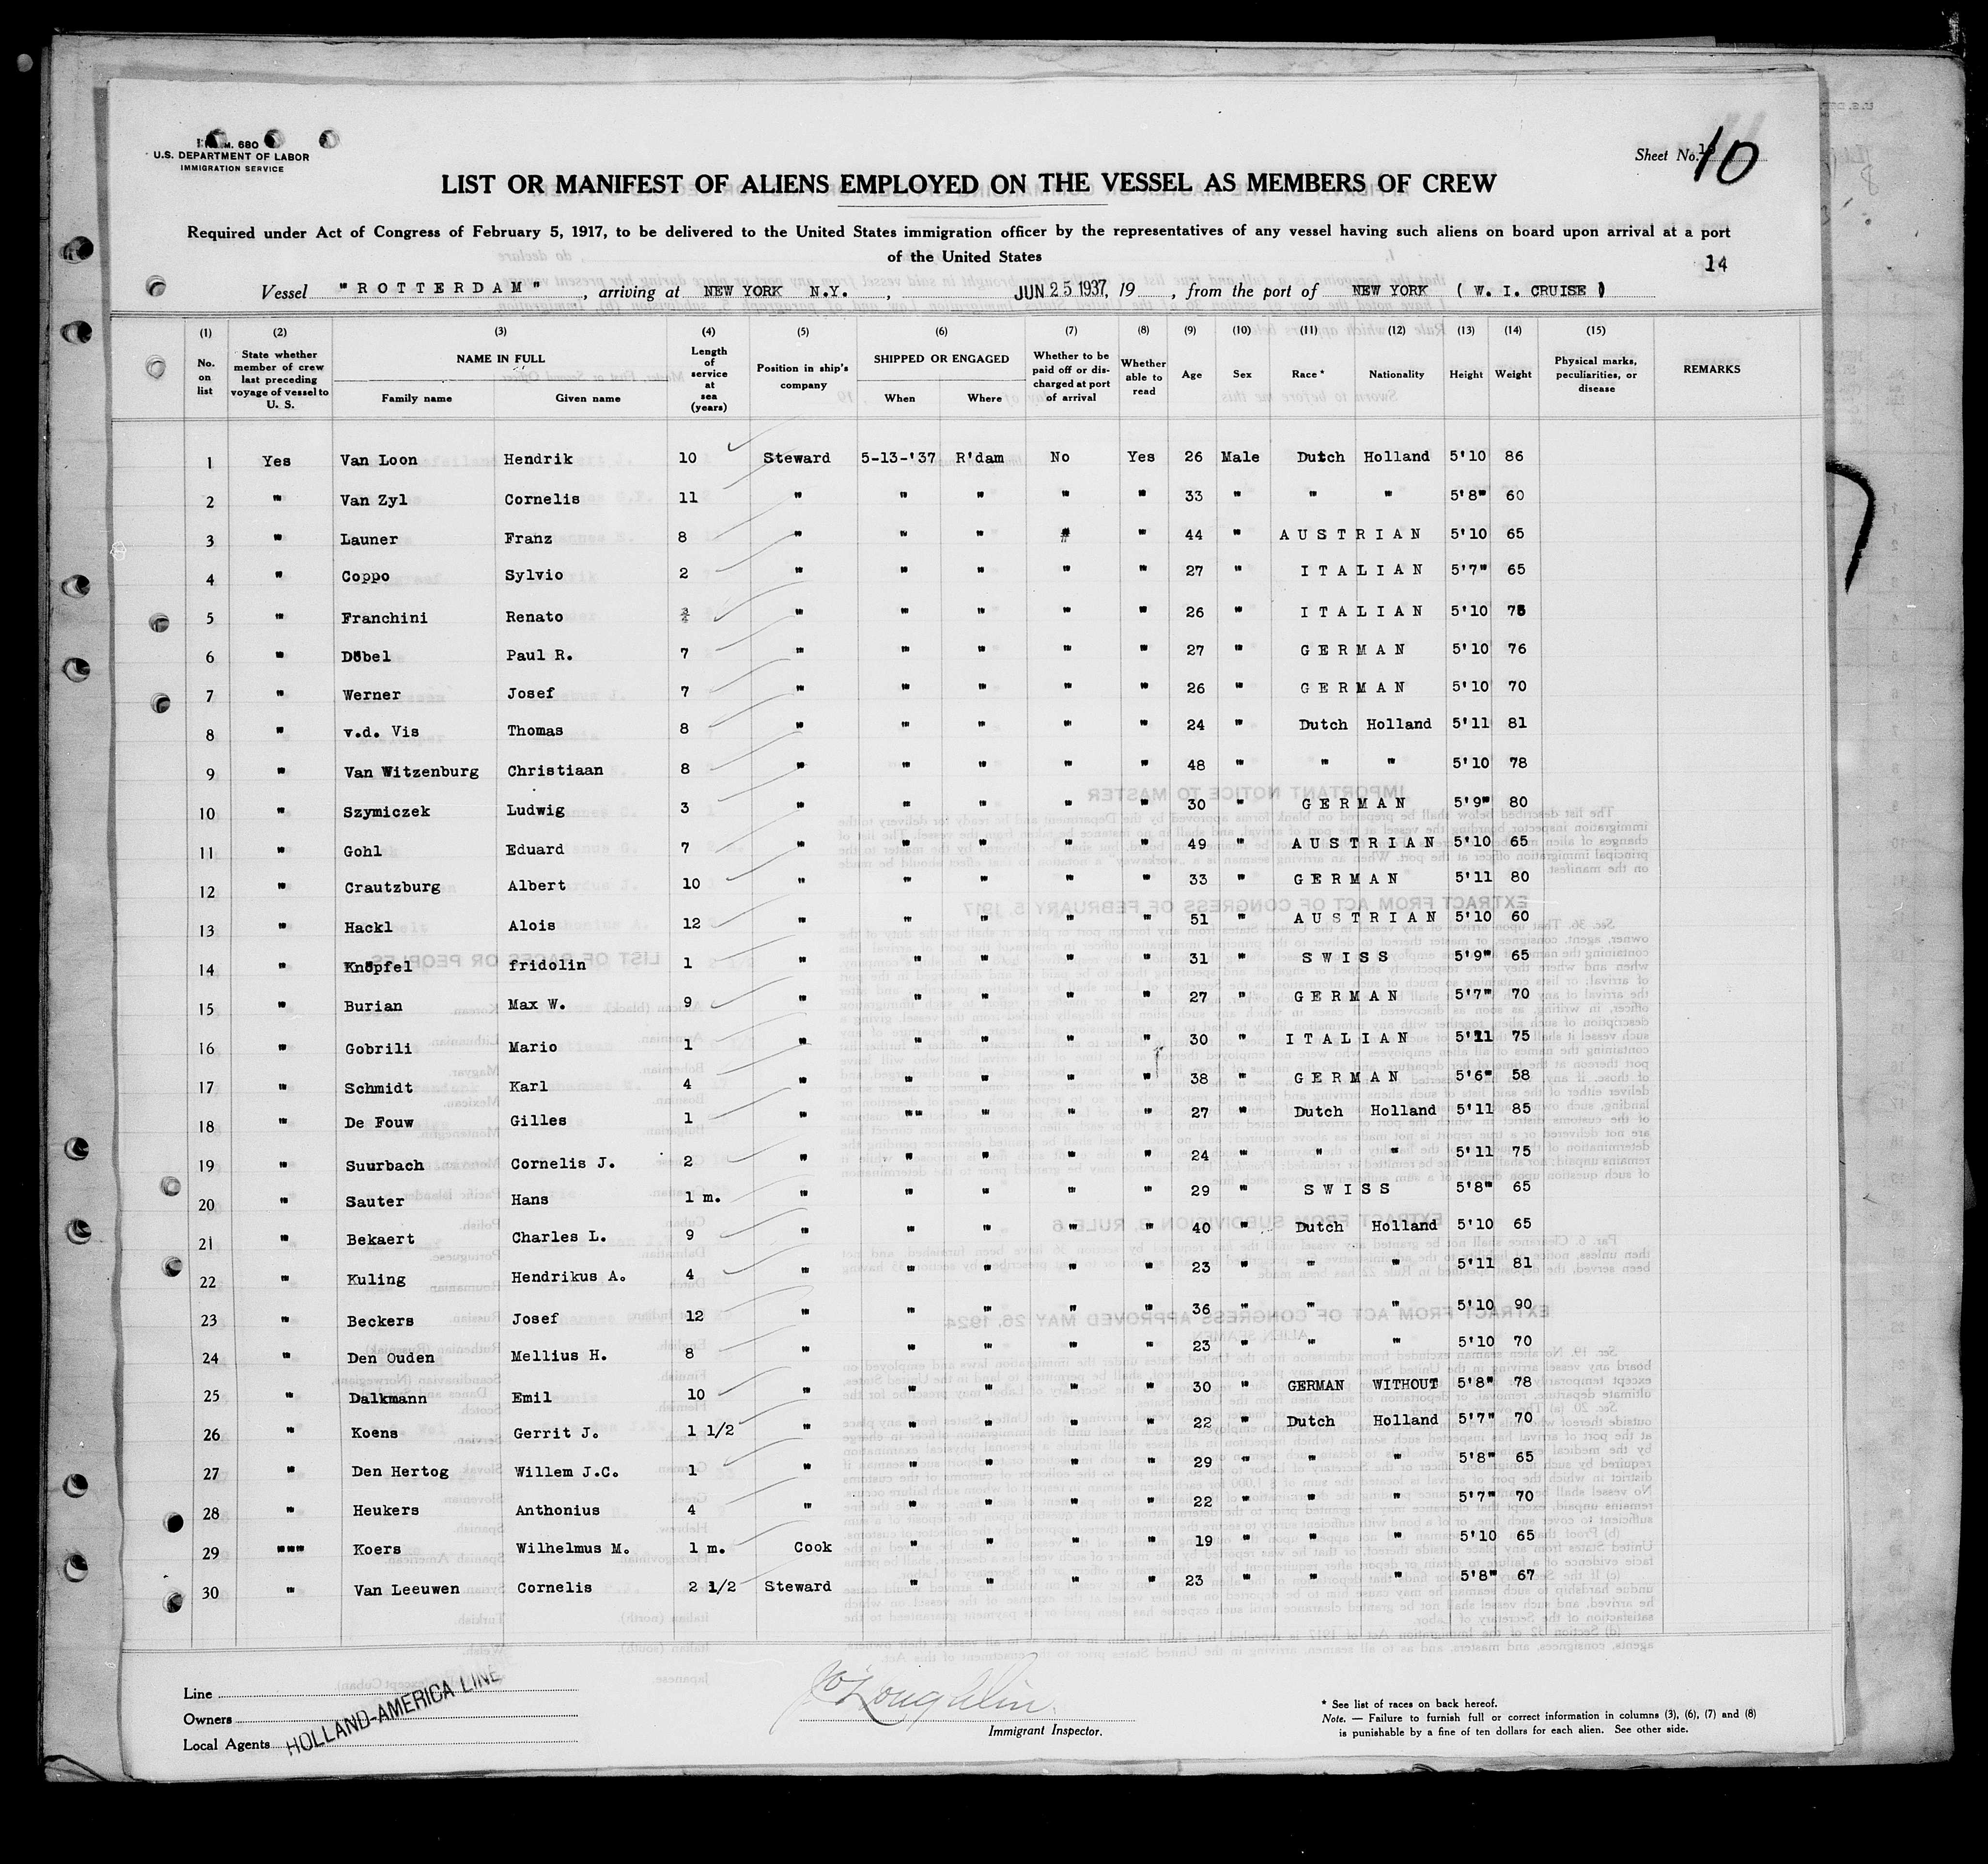 FORM. 680
U.S. DEPARTMENT OF LABOR
IMMIGRATION SERVICE
Sheet No. 10
LIST OR MANIFEST OF ALIENS EMPLOYED ON THE VESSEL AS MEMBERS OF CREW
Required under Act of Congress of February 5, 1917, to be delivered to the United States immigration officer by the representatives of any vessel having such aliens on board upon arrival at a port
of the United States
14
Vessel "ROTTERDAM", arriving at NEW YORK N.Y., JUN 25 1937, 19, from the port of NEW YORK (W. I. CRUISE)
(1) (2) (3) (4) (5) (6) (7) (8) (9) (10) (11) (12) (13) (14) (15)
No. on list | State whether member of crew last preceding voyage of vessel to U. S. | NAME IN FULL Family name Given name | Length of service at sea (years) | Position in ship's company | SHIPPED OR ENGAGED When Where | Whether to be paid off or discharged at port of arrival | Whether able to read | Age | Sex | Race * | Nationality | Height | Weight | Physical marks, peculiarities, or disease | REMARKS
1 Yes Van Loon Hendrik 10 Steward 5-13-'37 R'dam No Yes 26 Male Dutch Holland 5'10 86
2 " Van Zyl Cornelis 11 " " " " " 33 " " " 5'8" 60
3 " Launer Franz 8 " " " " " 44 " AUSTRIAN 5'10 65
4 " Coppo Sylvio 2 " " " " " 27 " ITALIAN 5'7" 65
5 " Franchini Renato " " " " " 26 " ITALIAN 5'10
6 " Döbel Paul R. 7 " " " " " 27 " GERMAN 5'10 76
7 " Werner Josef 7 " " " " " 26 " GERMAN 5'10 70
8 " v.d. Vis Thomas 8 " " " " " 24 " Dutch Holland 5'11 81
9 " Van Witzenburg Christiaan 8 " " " " " 48 " " " 5'10 78
10 " Szymiczek Ludwig 3 " " " " " 30 " GERMAN 5'9" 80
11 " Gohl Eduard 7 " " " " " 49 " AUSTRIAN 5'10 65
12 " Crautzburg Albert 10 " " " " " 33 " GERMAN 5'11 80
13 " Hackl Alois 12 " " " " " 51 " AUSTRIAN 5'10 60
14 " Knöpfel fridolin 1 " " " " " 31 " SWISS 5'9" 65
15 " Burian Max W. 9 " " " " " 27 " GERMAN 5'7" 70
16 " Gobrili Mario 1 " " " " " 30 " ITALIAN 5'11 75
17 " Schmidt Karl 4 " " " " " 38 " GERMAN 5'6" 58
18 " De Fouw Gilles 1 " "" " " " 27 " Dutch Holland 5'11 85
19 " Suurbach Cornelis J. 2 " " " " " 24 " " " 5'11 75
20 " Sauter Hans 1 m. " " " " " 29 " SWISS 5'8" 65
21 " Bekaert Charles L. 9 " " " " " 40 " Dutch Holland 5'10 65
22 " Kuling Hendrikus A. 4 " " " " " 23 " " " 5'11 81
23 " Beckers Josef 12 " " " " " 36 " " " 5'10 90
24 " Den Ouden Mellius H. 8 " " " " " 23 " " " 5'10 70
25 " Dalkmann Emil 10 " " " " " 30 " GERMAN WITHOUT 5'8" 78
26 " Koens Gerrit J. 1 1/2 " " " " " 22 " Dutch Holland 5'7" 70
27 " Den Hertog Willem J.C. 1 " " " " " 29 " " " 5'8" 65
28 " Heukers Anthonius 4 " " " " " 22 " " " 5'7" 70
29 """ Koers Wilhelmus M. 1 m. Cook " " " " 19 " " " 5'10 65
30 " Van Leeuwen Cornelis 2 1/2 Steward " " " " 23 " " " 5'8" 67
Line
Owners
Local Agents
HOLLAND-AMERICA LINE
Immigrant Inspector.
* See list of races on back hereof.
Note. — Failure to furnish full or correct information in columns (3), (6), (7) and (8)
is punishable by a fine of ten dollars for each alien. See other side.